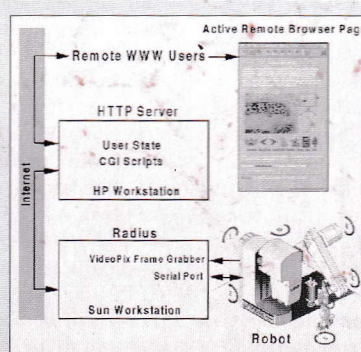 Active Remote Browser Pag
Remote WWW Users
HTTP Server
User State
CGI Scripts
HP Workstation
Internet
Radius
VideoPix Frame Grabber
Serial Port
Sun Workstation
Robot